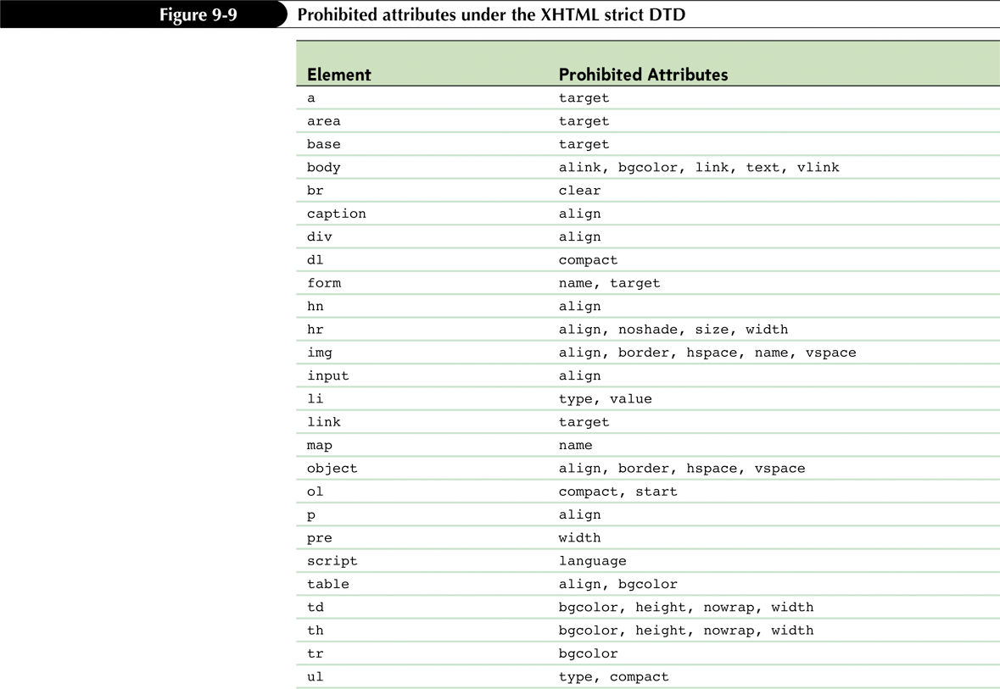 Figure 9-9 Prohibited attributes under the XHTML strict DTD
Element Prohibited Attributes
a target
area target
base target
body alink, bgcolor, link, text, vlink
br clear
caption align
div align
dl compact
form name, target
hn align
hr align, noshade, size, width
img align, border, hspace, name, vspace
input align
li type, value
link target
map name
object align, border, hspace, vspace
ol compact, start
p align
pre width
script language
table align, bgcolor
td bgcolor, height, nowrap, width
th bgcolor, height, nowrap, width
tr bgcolor
ul type, compact